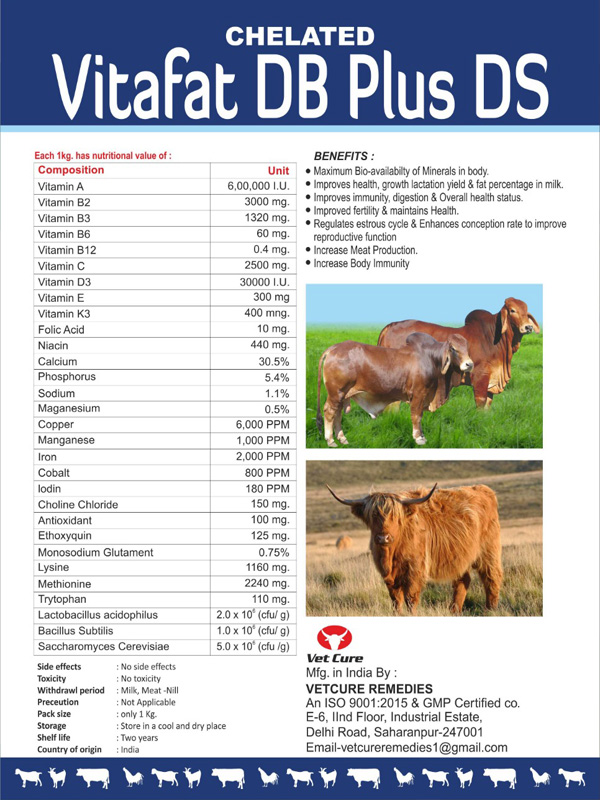 CHELATED
Vitafat DB Plus DS
Each 1kg. has nutritional value of :
Composition Unit
Vitamin A 6,00,000 I.U.
Vitamin B2 3000 mg.
Vitamin B3 1320 mg.
Vitamin B6 60 mg.
Vitamin B12 0.4 mg.
Vitamin C 2500 mg.
Vitamin D3 30000 I.U.
Vitamin E 300 mg
Vitamin K3 400 mng.
Folic Acid 10 mg.
Niacin 440 mg.
Calcium 30.5%
Phosphorus 5.4%
Sodium 1.1%
Maganesium 0.5%
Copper 6,000 PPM
Manganese 1,000 PPM
Iron 2,000 PPM
Cobalt 800 PPM
Iodin 180 PPM
Choline Chloride 150 mg.
Antioxidant 100 mg.
Ethoxyquin 125 mg.
Monosodium Glutament 0.75%
Lysine 1160 mg.
Methionine 2240 mg.
Trytophan 110 mg.
Lactobacillus acidophilus 2.0 x 10⁶ (cfu/ g)
Bacillus Subtilis 1.0 x 10⁶ (cfu/ g)
Saccharomyces Cerevisiae 5.0 x 10⁶ (cfu /g)
Side effects : No side effects
Toxicity : No toxicity
Withdrawl period : Milk, Meat -Nill
Preceution : Not Applicable
Pack size : only 1 Kg.
Storage : Store in a cool and dry place
Shelf life : Two years
Country of origin : India
BENEFITS :
• Maximum Bio-availabilty of Minerals in body.
• Improves health, growth lactation yield & fat percentage in milk.
• Improves immunity, digestion & Overall health status.
• Improved fertility & maintains Health.
• Regulates estrous cycle & Enhances conception rate to improve
reproductive function
• Increase Meat Production.
• Increase Body Immunity
Vet Cure
Mfg. in India By :
VETCURE REMEDIES
An ISO 9001:2015 & GMP Certified co.
E-6, IInd Floor, Industrial Estate,
Delhi Road, Saharanpur-247001
Email-vetcureremedies1@gmail.com